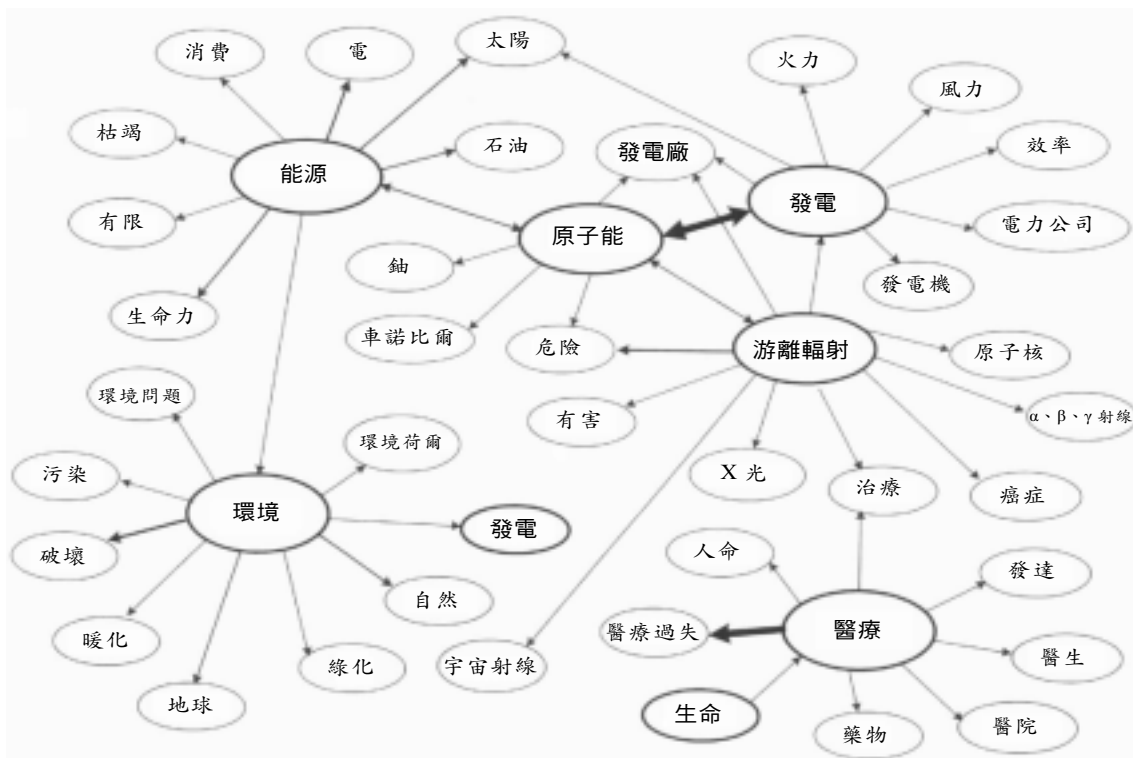 消費
電
太陽
火力
風力
枯竭
石油
發電廠
效率
能源
發電
有限
原子能
電力公司
鈾
發電機
生命力
車諾比爾
危險
游離輻射
原子核
環境問題
有害
α、β、γ射線
環境荷爾
污染
X光
治療
癌症
環境
發電
破壞
人命
發達
自然
暖化
醫療過失
醫療
綠化
宇宙射線
醫生
地球
生命
藥物
醫院